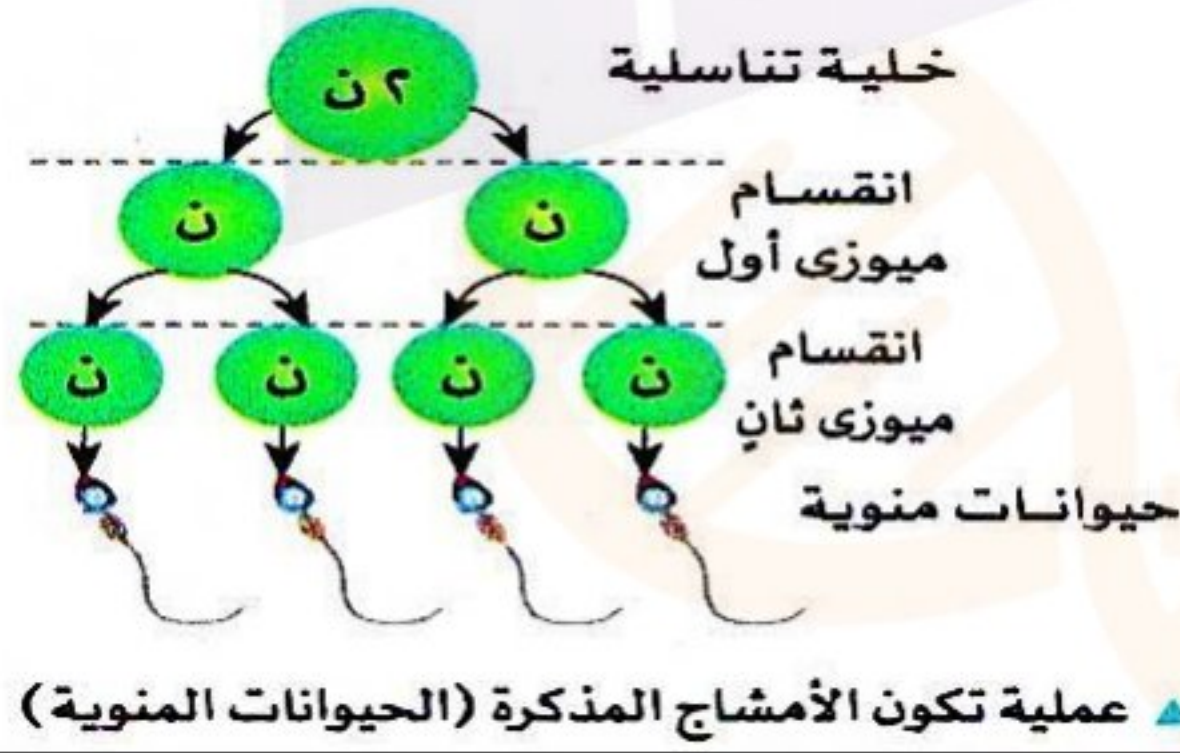 خلية تناسلية
٢ ن
انقسام
ميوزى أول
ن ن
انقسام
ميوزى ثانٍ
ن ن ن ن
حيوانات منوية
عملية تكون الأمشاج المذكرة (الحيوانات المنوية)